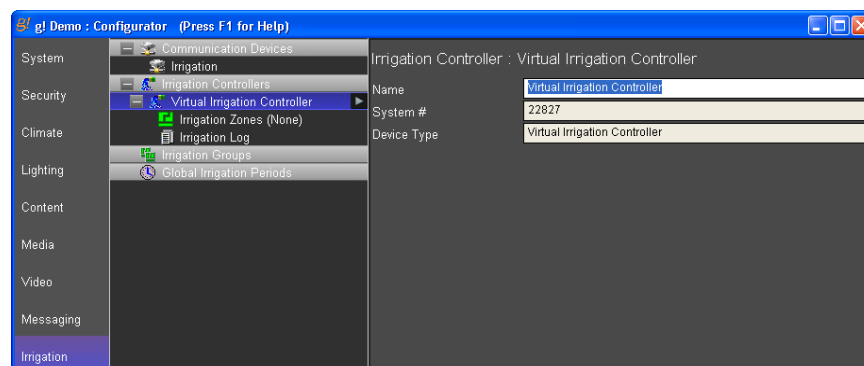 g! g! Demo : Configurator (Press F1 for Help)
System
Security
Climate
Lighting
Content
Media
Video
Messaging
Irrigation
Communication Devices
Irrigation
Irrigation Controllers
Virtual Irrigation Controller
Irrigation Zones (None)
Irrigation Log
Irrigation Groups
Global Irrigation Periods
Irrigation Controller : Virtual Irrigation Controller
Name Virtual Irrigation Controller
System # 22827
Device Type Virtual Irrigation Controller